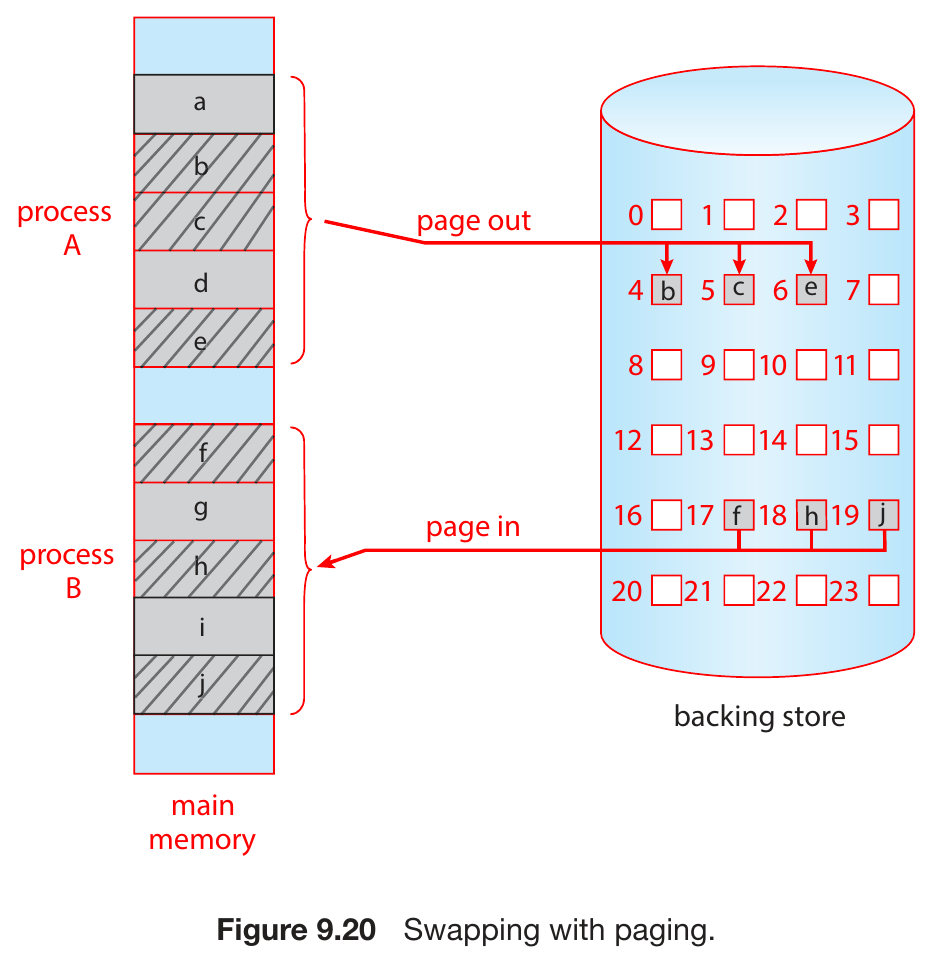 a
b
process
A
c
d
e
f
g
process
B
h
i
j
main
memory
page out
page in
0 1 2 3
4 b 5 c 6 e 7
8 9 10 11
12 13 14 15
16 17 f 18 h 19 j
20 21 22 23
backing store
Figure 9.20 Swapping with paging.